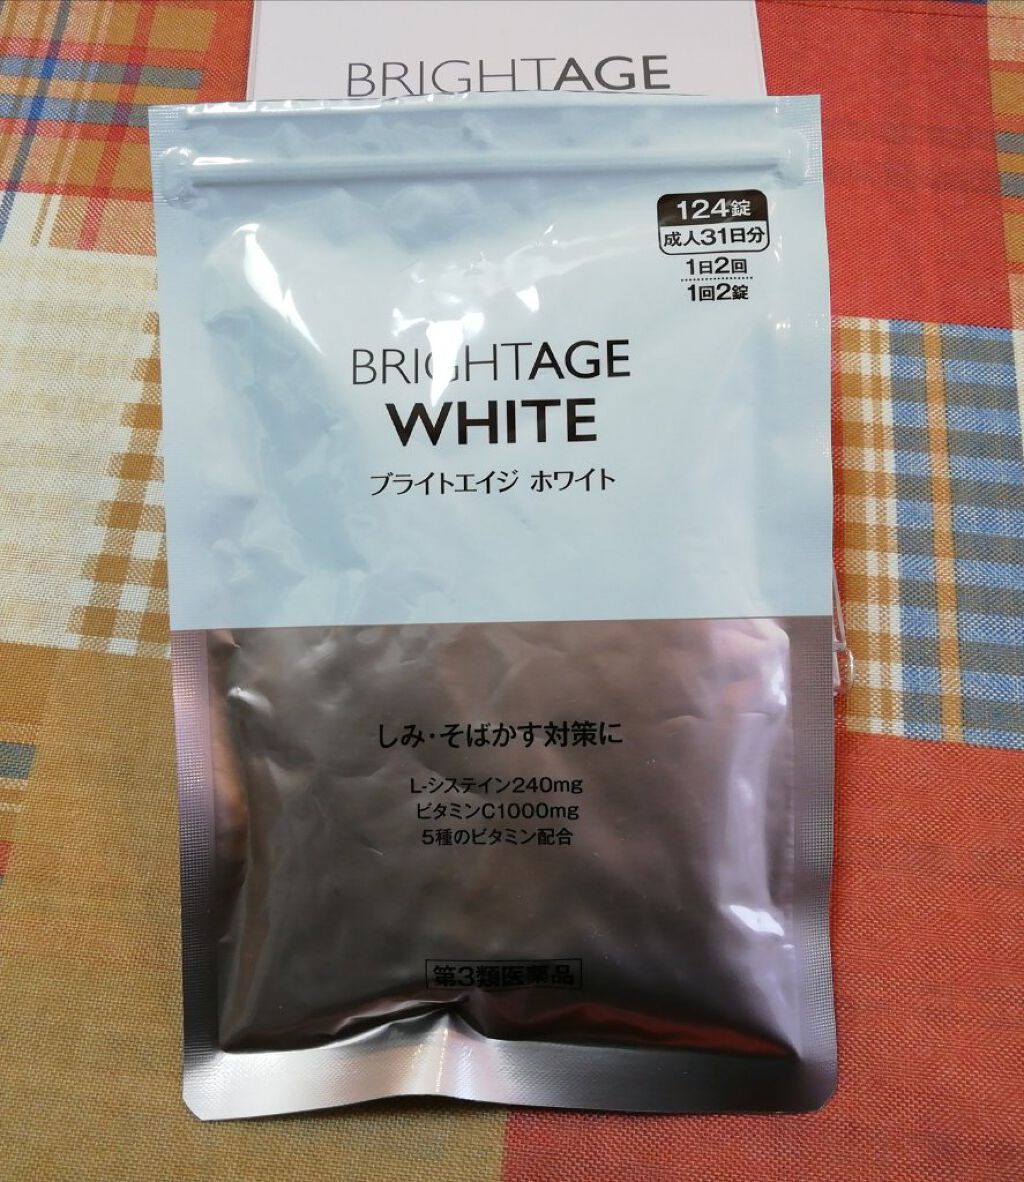 BRIGHTAGE
124錠
成人31日分
1日2回
1回2錠
BRIGHTAGE
WHITE
ブライトエイジ ホワイト
しみ・そばかす対策に
L-システイン240mg
ビタミンC1000mg
5種のビタミン配合
第3類医薬品